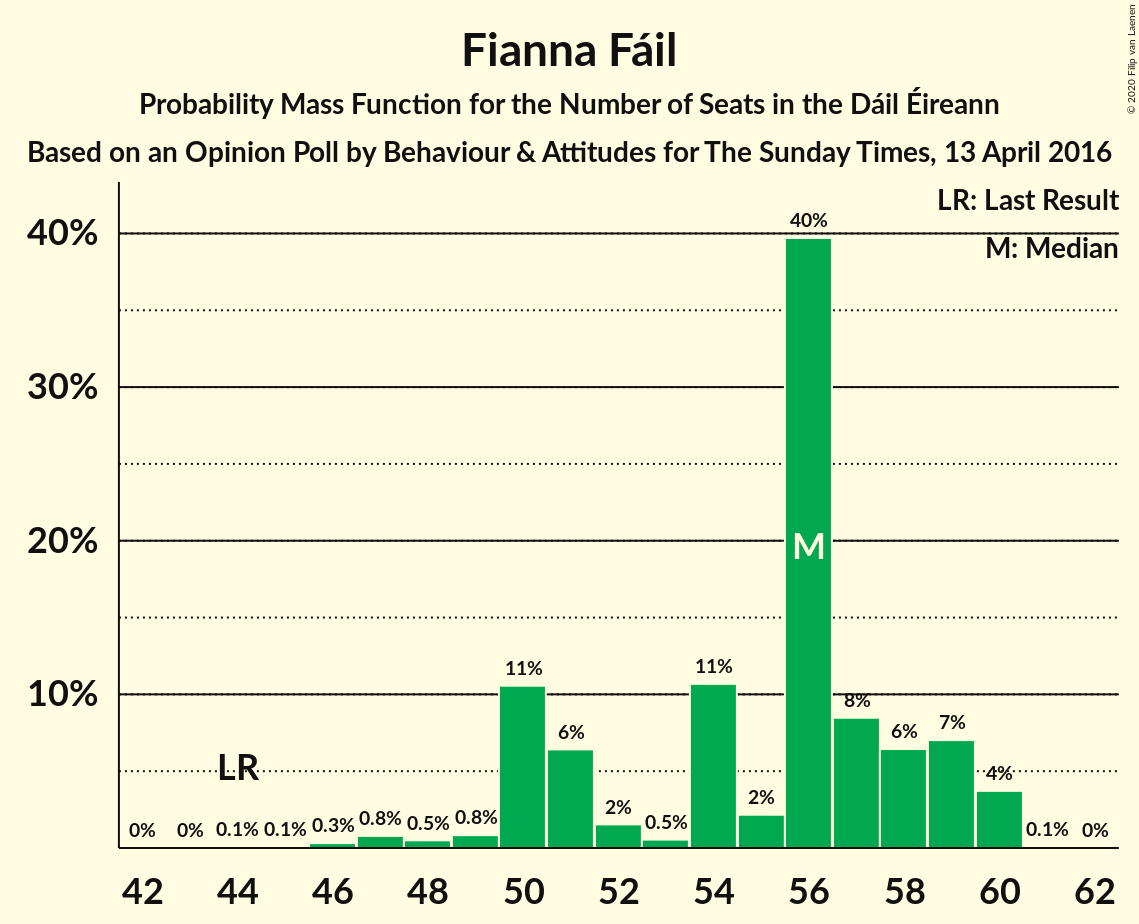 Fianna Fáil
Probability Mass Function for the Number of Seats in the Dáil Éireann
Based on an Opinion Poll by Behaviour & Attitudes for The Sunday Times, 13 April 2016
© 2020 Filip van Laenen
LR: Last Result
M: Median
40%
30%
20%
10%
0% 0% 0.1% 0.1% 0.3% 0.8% 0.5% 0.8% 11% 6% 2% 0.5% 11% 2% 40% 8% 6% 7% 4% 0.1% 0%
LR
M
42 44 46 48 50 52 54 56 58 60 62